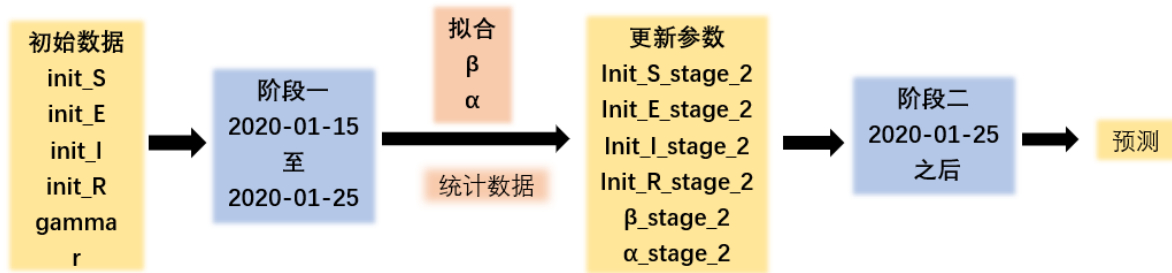 初始数据
init_S
init_E
init_I
init_R
gamma
r
阶段一
2020-01-15
至
2020-01-25
拟合
β
α
统计数据
更新参数
Init_S_stage_2
Init_E_stage_2
Init_I_stage_2
Init_R_stage_2
β_stage_2
α_stage_2
阶段二
2020-01-25
之后
预测